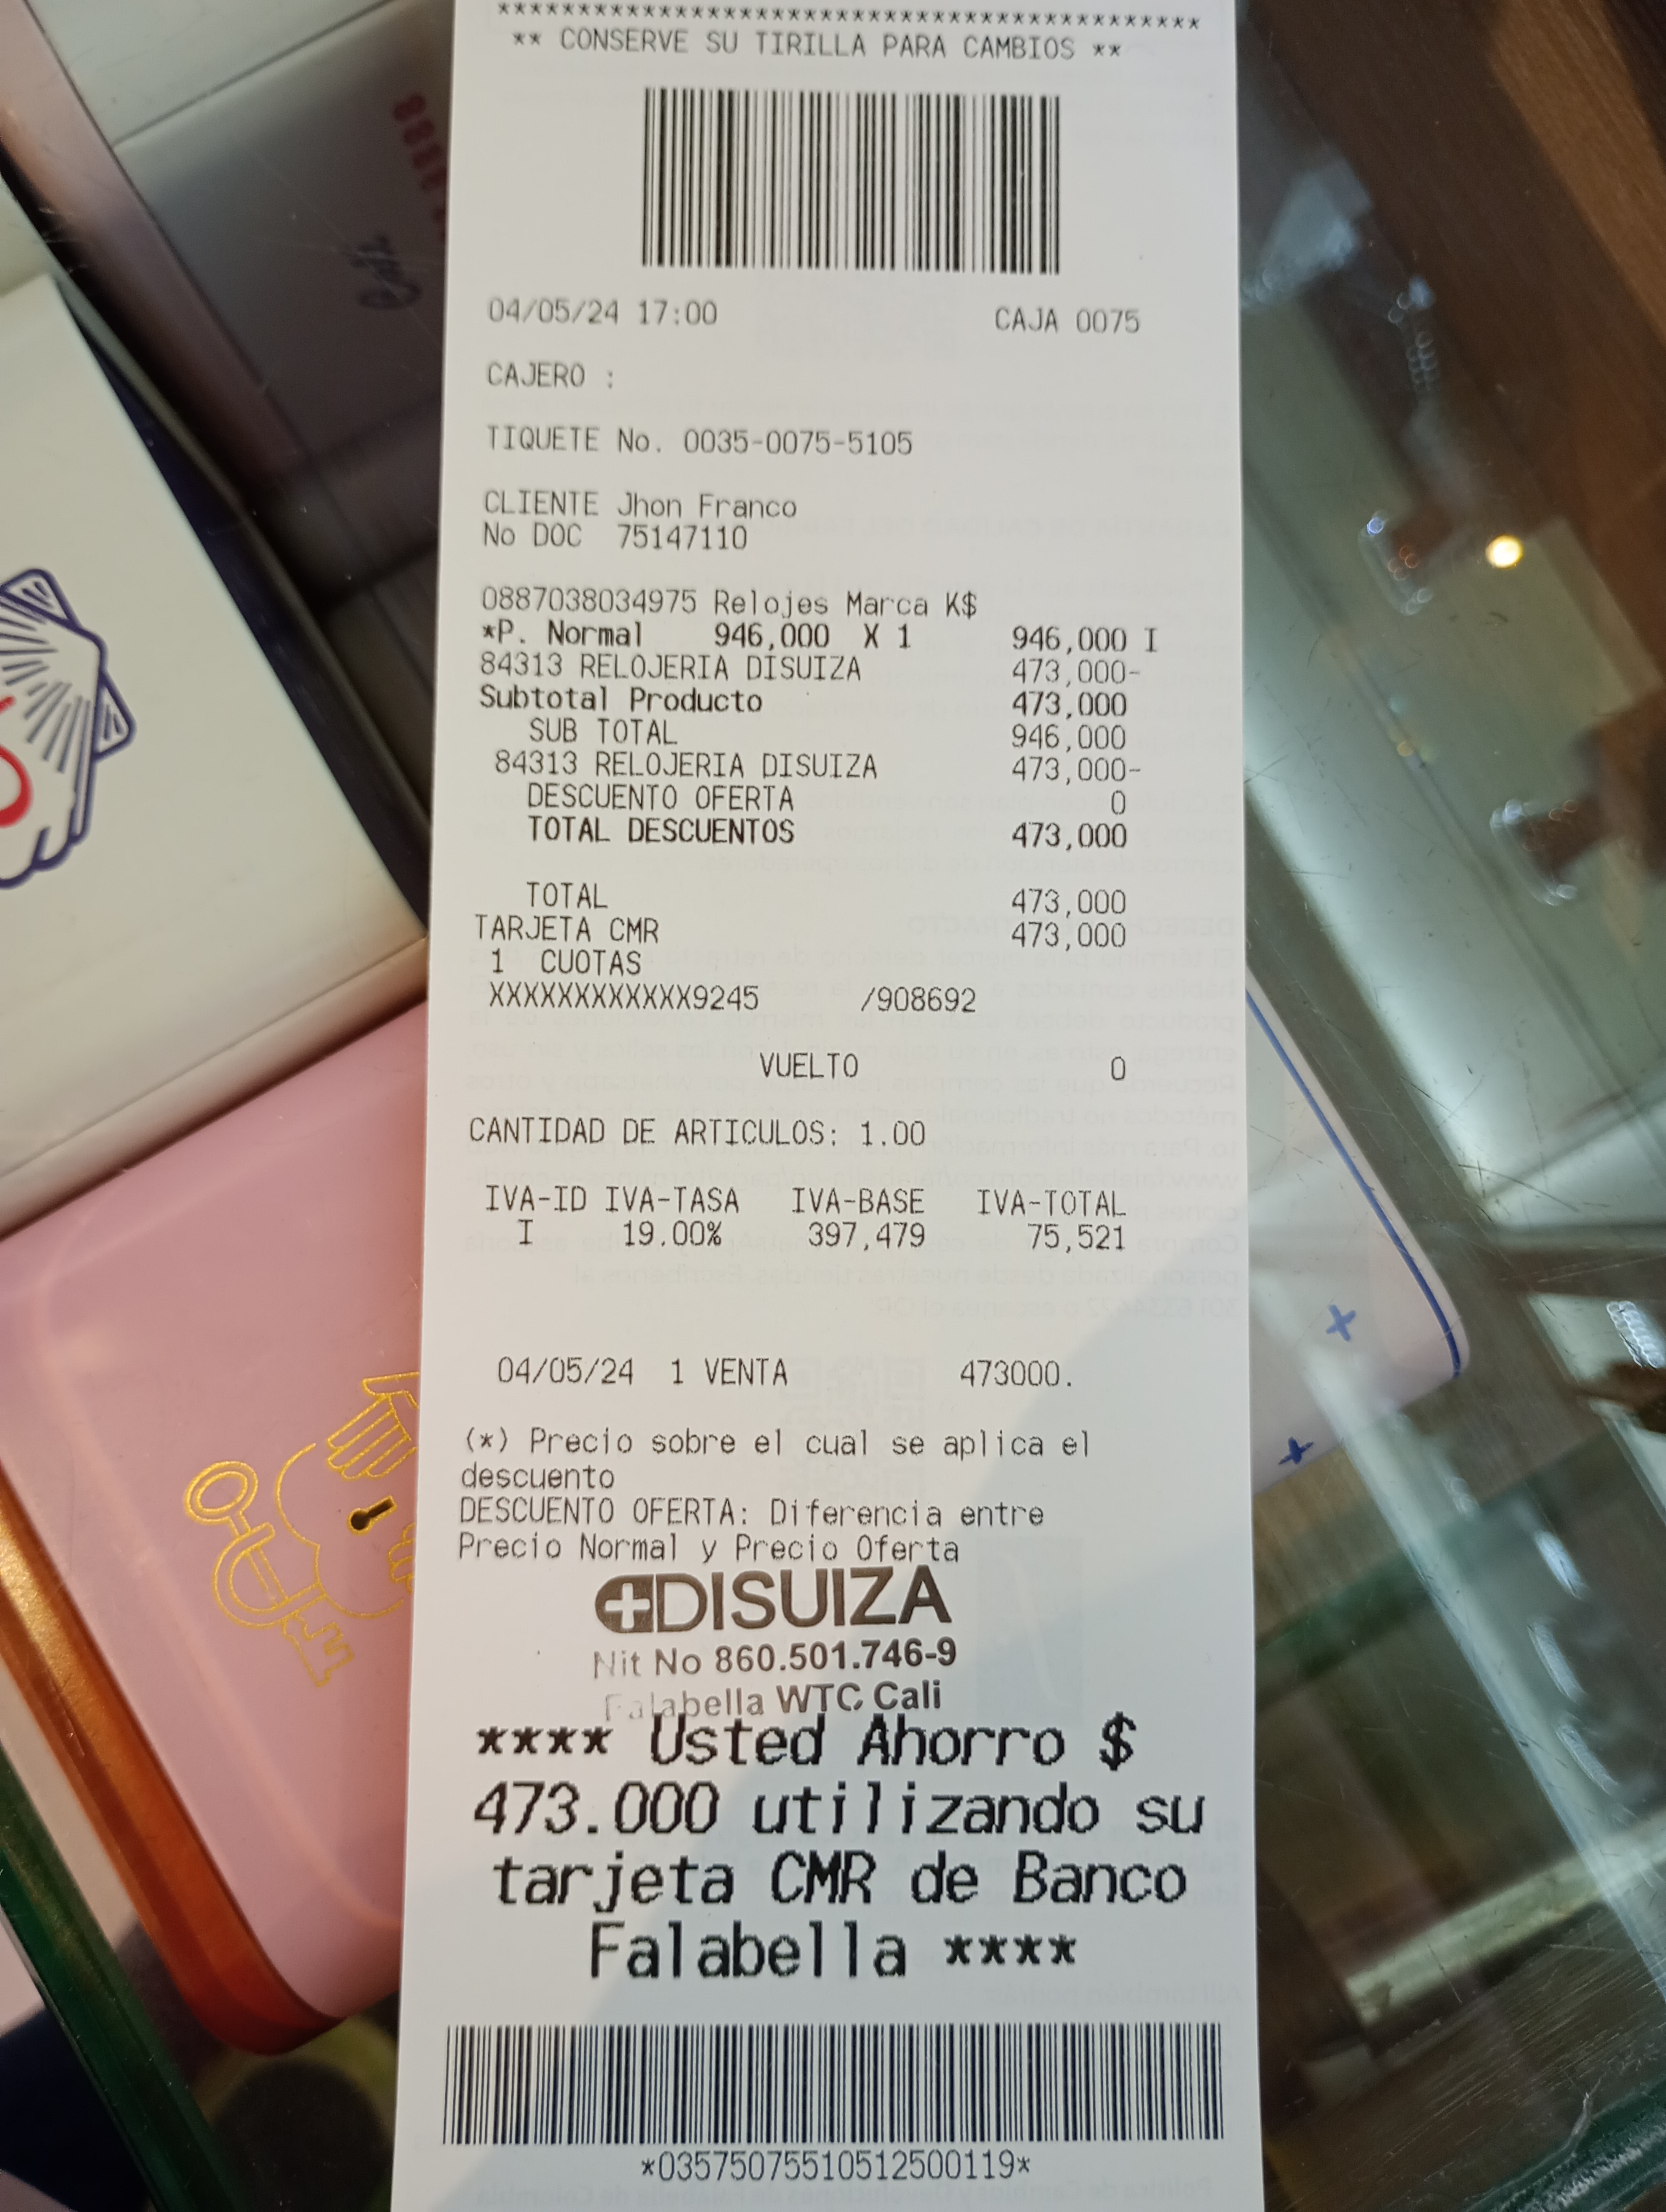 ********************************************
** CONSERVE SU TIRILLA PARA CAMBIOS **
04/05/24 17:00 CAJA 0075
CAJERO :
TIQUETE No. 0035-0075-5105
CLIENTE Jhon Franco
No DOC 75147110
0887038034975 Relojes Marca K$
*P. Normal 946,000 X 1 946,000 I
84313 RELOJERIA DISUIZA 473,000-
Subtotal Producto 473,000
SUB TOTAL 946,000
84313 RELOJERIA DISUIZA 473,000-
DESCUENTO OFERTA 0
TOTAL DESCUENTOS 473,000
TOTAL 473,000
TARJETA CMR 473,000
1 CUOTAS
XXXXXXXXXXXX9245 /908692
VUELTO 0
CANTIDAD DE ARTICULOS: 1.00
IVA-ID IVA-TASA IVA-BASE IVA-TOTAL
I 19.00% 397,479 75,521
04/05/24 1 VENTA 473000.
(*) Precio sobre el cual se aplica el
descuento
DESCUENTO OFERTA: Diferencia entre
Precio Normal y Precio Oferta
DISUIZA
Nit No 860.501.746-9
Falabella WTC Cali
**** Usted Ahorro $
473.000 utilizando su
tarjeta CMR de Banco
Falabella ****
*035750755105125001​19*